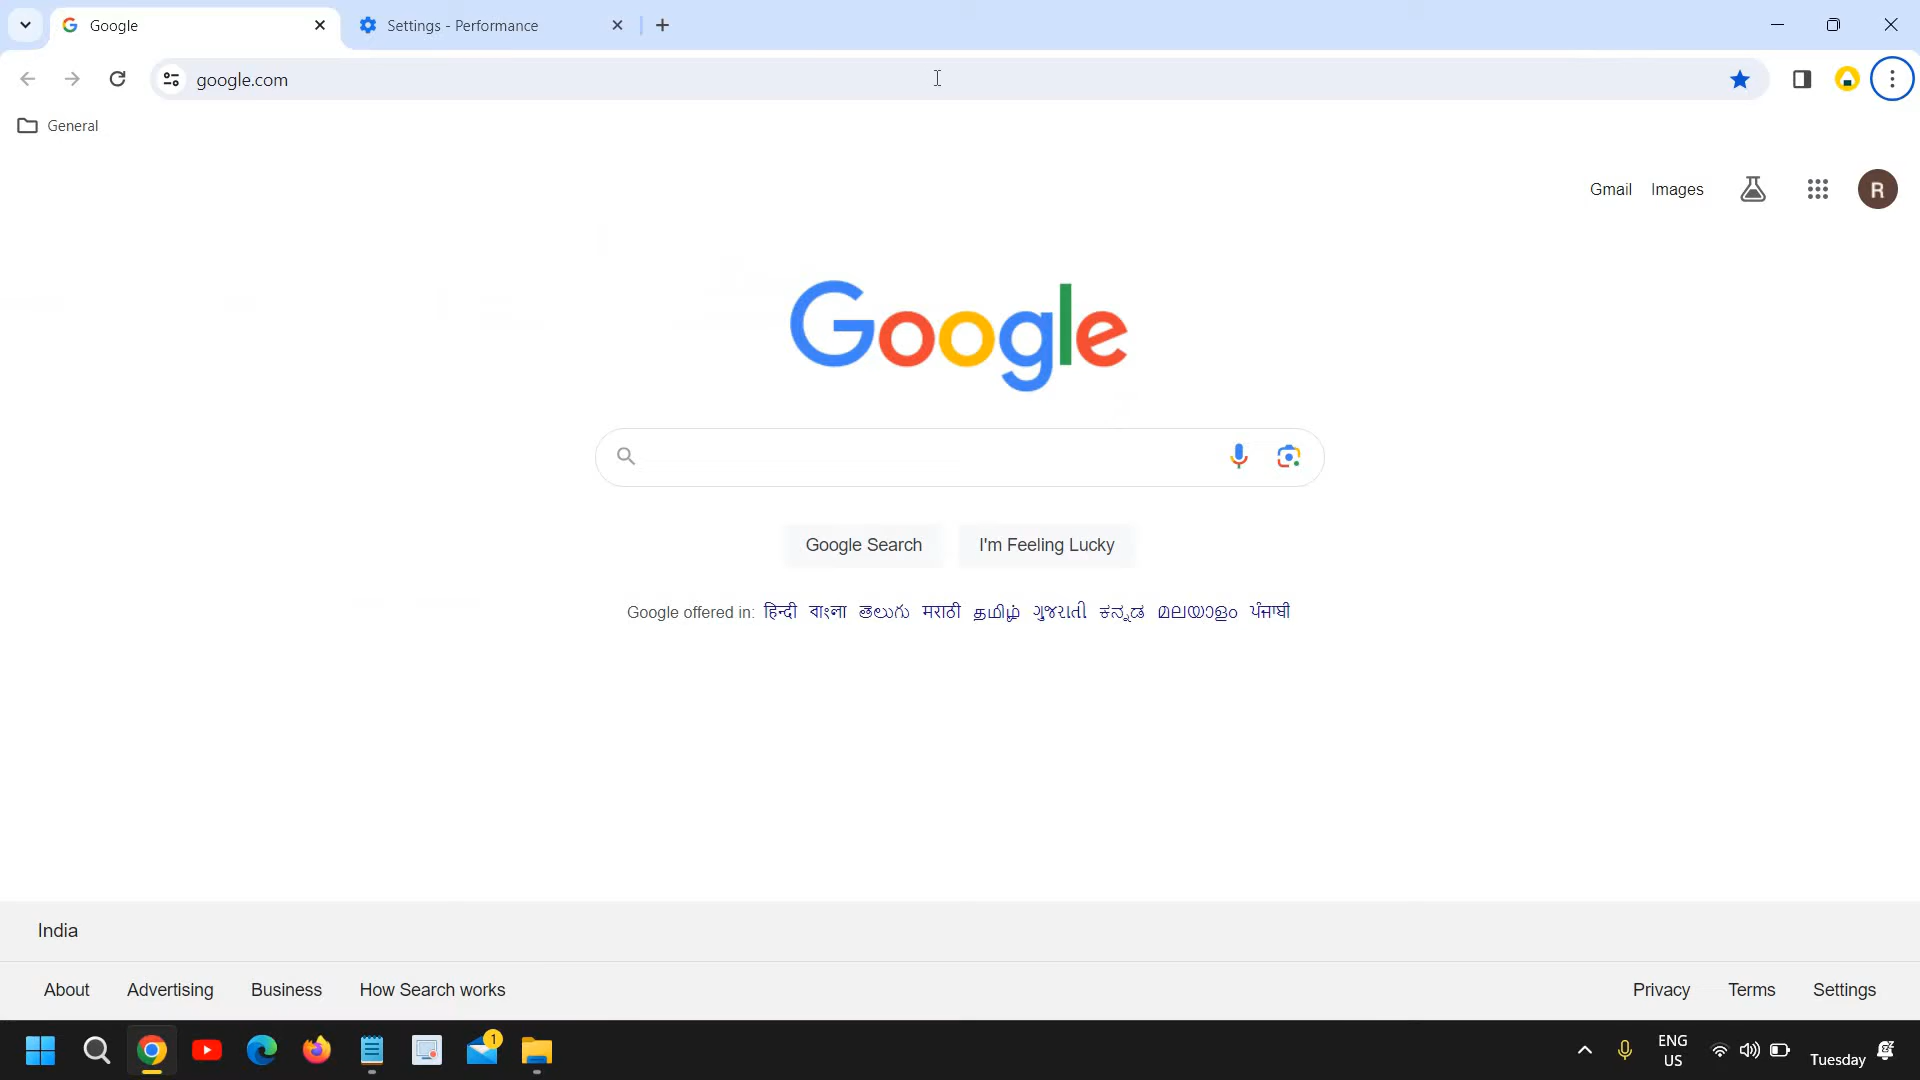 Google
Settings - Performance
google.com
General
Gmail Images
R
Google
Google Search
I'm Feeling Lucky
Google offered in: हिन्दी বাংলা తెలుగు मराठी தமிழ் ગુજરાતી ಕನ್ನಡ മലയാളം ਪੰਜਾਬੀ
India
About Advertising Business How Search works
Privacy Terms Settings
1
ENG
US
Tuesday